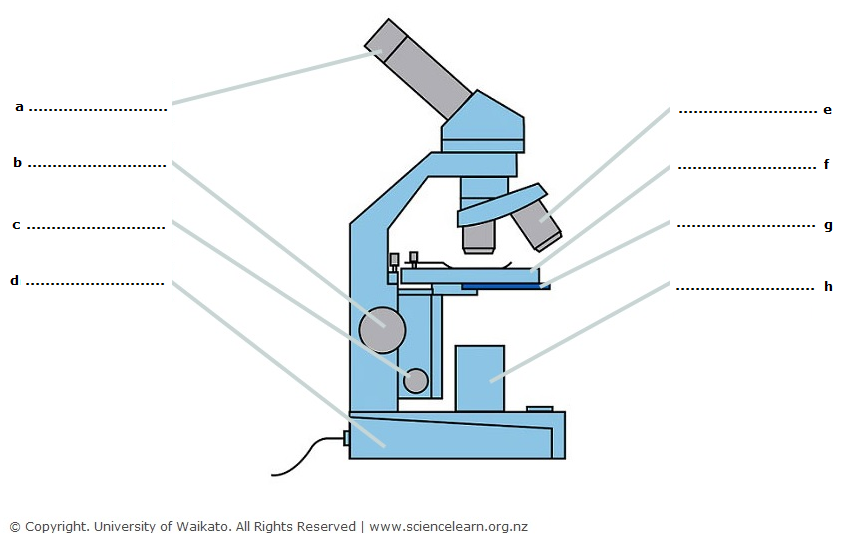 a ............................
b ............................
c ............................
d ............................
............................ e
............................ f
............................ g
............................ h
© Copyright. University of Waikato. All Rights Reserved | www.sciencelearn.org.nz